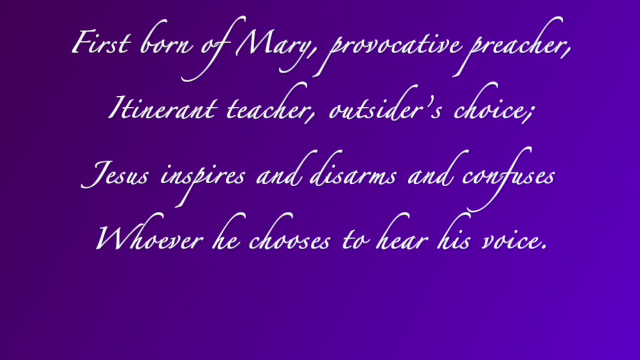 First born of Mary, provocative preacher,
Itinerant teacher, outsider’s choice;
Jesus inspires and disarms and confuses
Whoever he chooses to hear his voice.